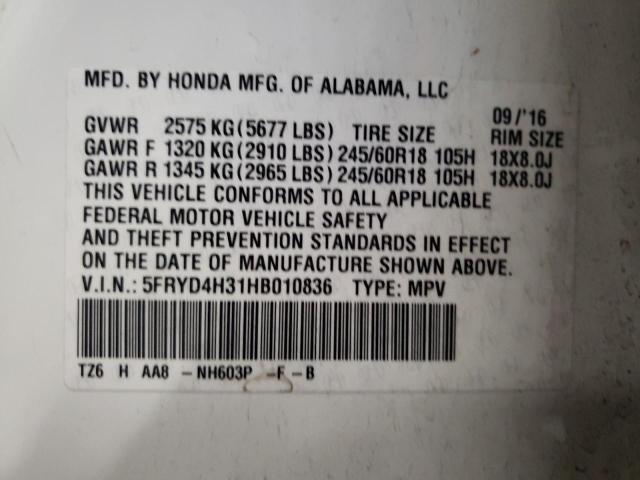 MFD. BY HONDA MFG. OF ALABAMA, LLC
09/'16
GVWR 2575 KG(5677 LBS) TIRE SIZE RIM SIZE
GAWR F 1320 KG(2910 LBS) 245/60R18 105H 18X8.0J
GAWR R 1345 KG(2965 LBS) 245/60R18 105H 18X8.0J
THIS VEHICLE CONFORMS TO ALL APPLICABLE
FEDERAL MOTOR VEHICLE SAFETY
AND THEFT PREVENTION STANDARDS IN EFFECT
ON THE DATE OF MANUFACTURE SHOWN ABOVE.
V.I.N.: 5FRYD4H31HB010836 TYPE: MPV
TZ6 H AA8 -NH603P -F-B